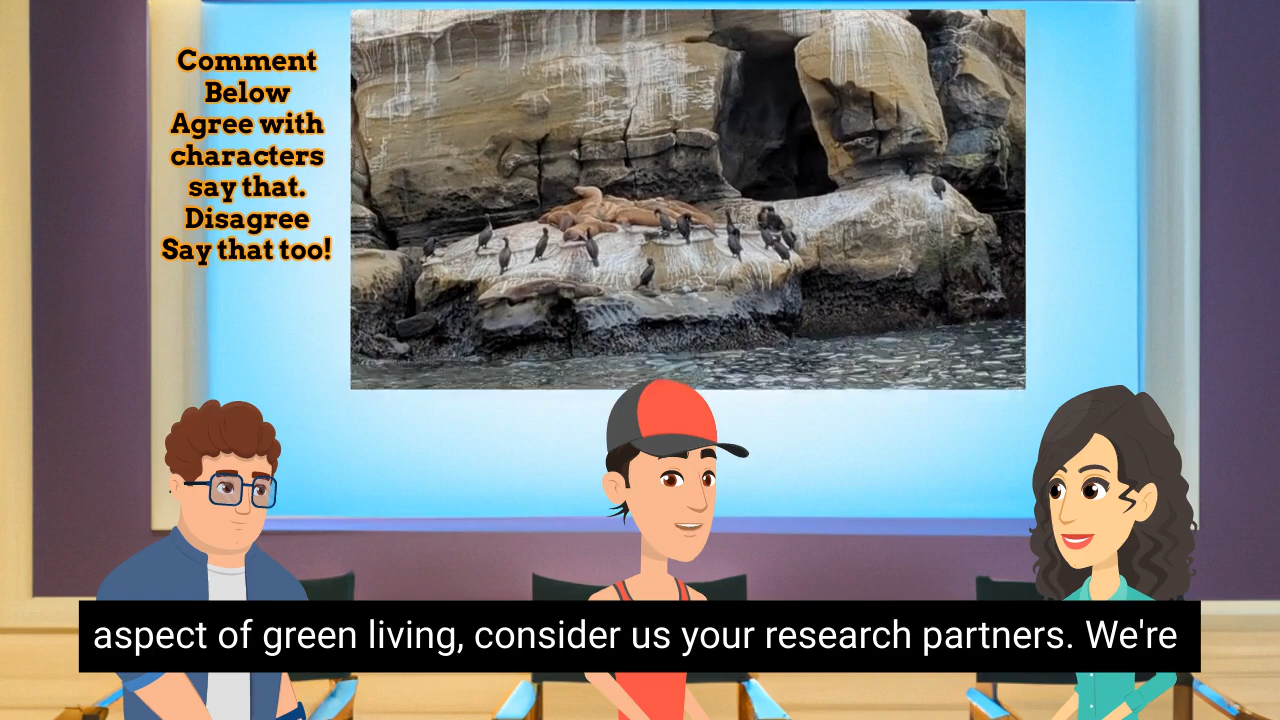 Comment
Below
Agree with
characters
say that.
Disagree
Say that too!
aspect of green living, consider us your research partners. We're